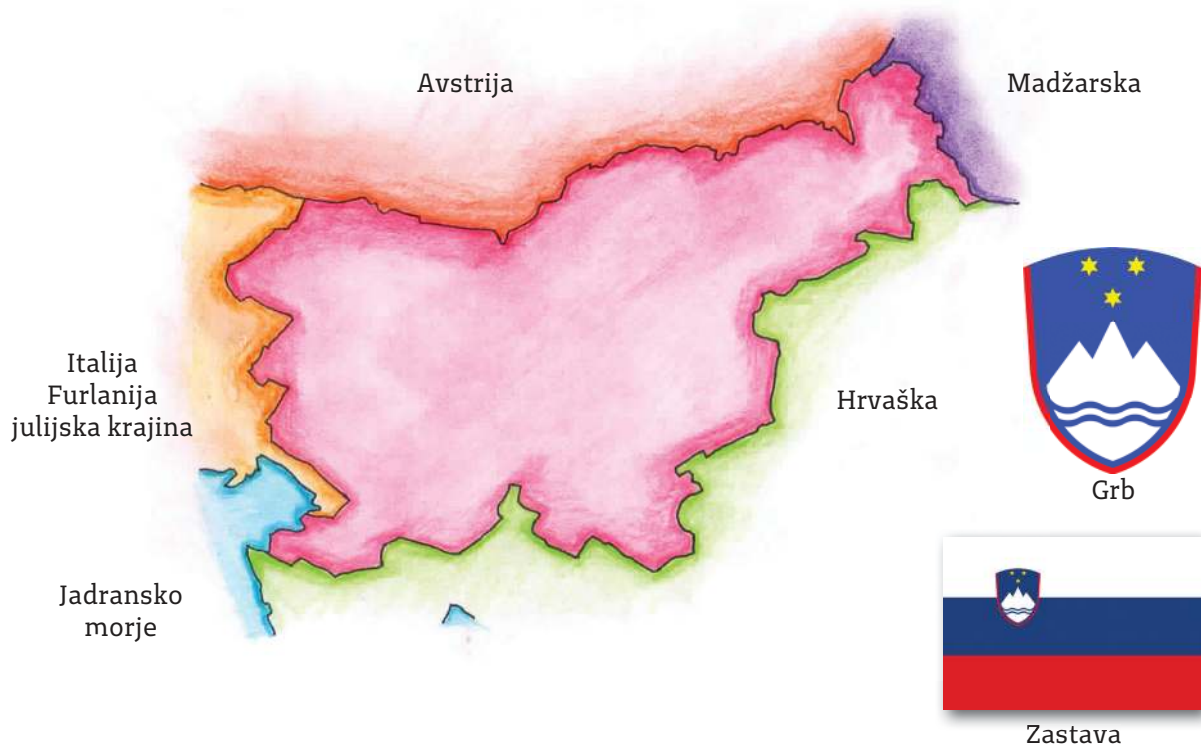 Avstrija
Madžarska
Italija
Furlanija
julijska krajina
Hrvaška
Grb
Jadransko
morje
Zastava